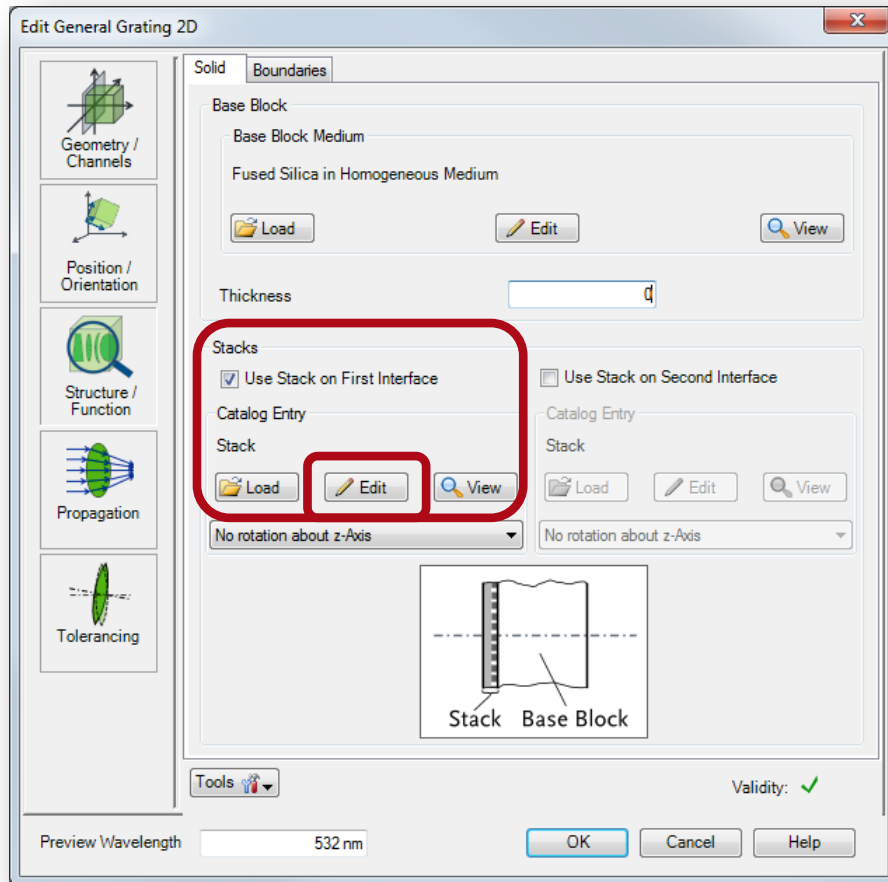 Edit General Grating 2D
x
Geometry /
Channels
Position /
Orientation
Structure /
Function
Propagation
Tolerancing
Solid
Boundaries
Base Block
Base Block Medium
Fused Silica in Homogeneous Medium
Load
Edit
View
Thickness
0
Stacks
Use Stack on First Interface
Catalog Entry
Stack
Load
Edit
View
No rotation about z-Axis
Use Stack on Second Interface
Catalog Entry
Stack
Load
Edit
View
No rotation about z-Axis
Stack Base Block
Tools
Validity:
Preview Wavelength
532 nm
OK
Cancel
Help